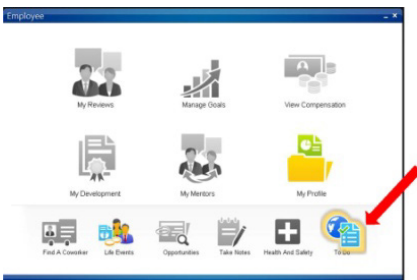 Employee
My Reviews
Manage Goals
View Compensation
My Development
My Mentors
My Profile
Find A Coworker
Life Events
Opportunities
Take Notes
Health And Safety
To Do